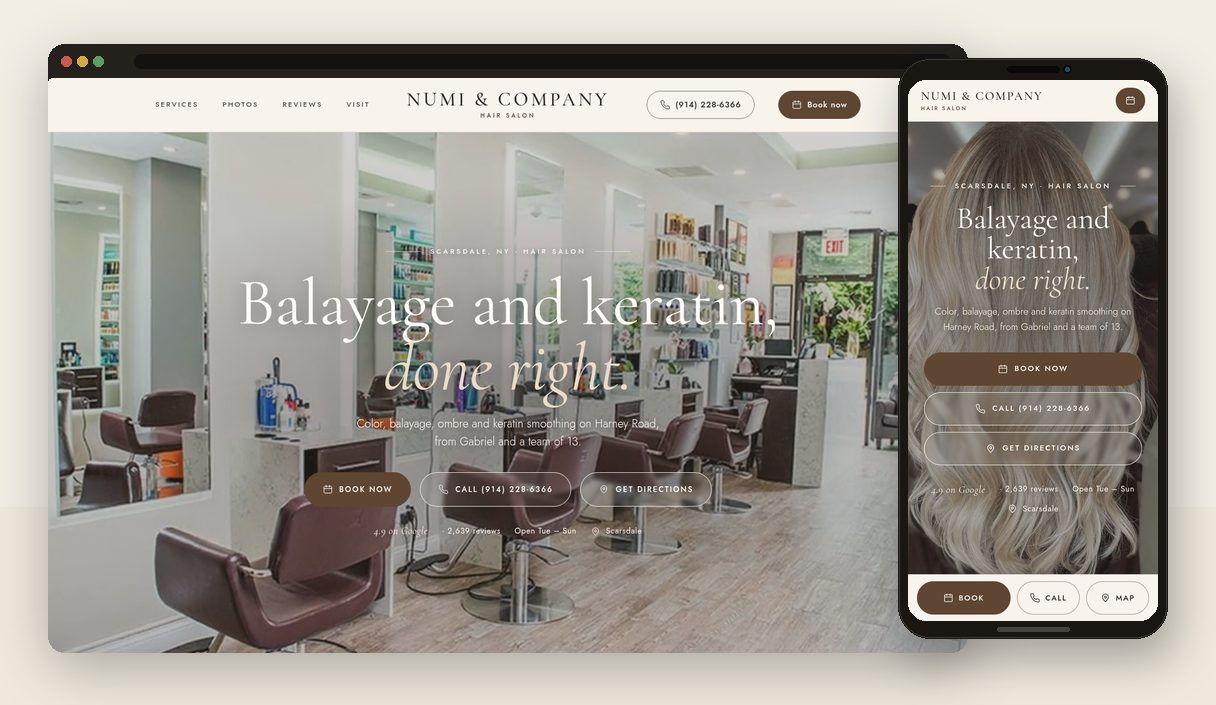 SERVICES PHOTOS REVIEWS VISIT
NUMI & COMPANY
HAIR SALON
(914) 228-6366
Book now
EXIT
SCARSDALE, NY · HAIR SALON
Balayage and keratin,
done right.
Color, balayage, ombre and keratin smoothing on Harney Road,
from Gabriel and a team of 13.
BOOK NOW
CALL (914) 228-6366
GET DIRECTIONS
4.9 on Google · 2,639 reviews Open Tue – Sun Scarsdale
NUMI & COMPANY
HAIR SALON
SCARSDALE, NY · HAIR SALON
Balayage and
keratin,
done right.
Color, balayage, ombre and keratin smoothing on
Harney Road, from Gabriel and a team of 13.
BOOK NOW
CALL (914) 228-6366
GET DIRECTIONS
4.9 on Google · 2,639 reviews Open Tue – Sun
Scarsdale
BOOK
CALL
MAP